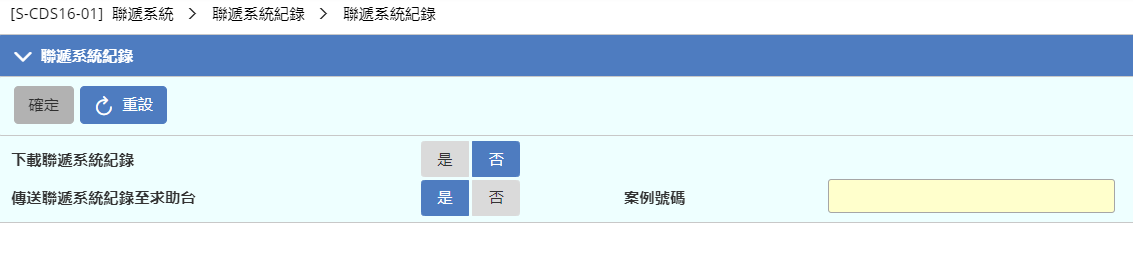 [S-CDS16-01] 聯遞系統 > 聯遞系統紀錄 > 聯遞系統紀錄
聯遞系統紀錄
確定 重設
下載聯遞系統紀錄 是 否
傳送聯遞系統紀錄至求助台 是 否 案例號碼